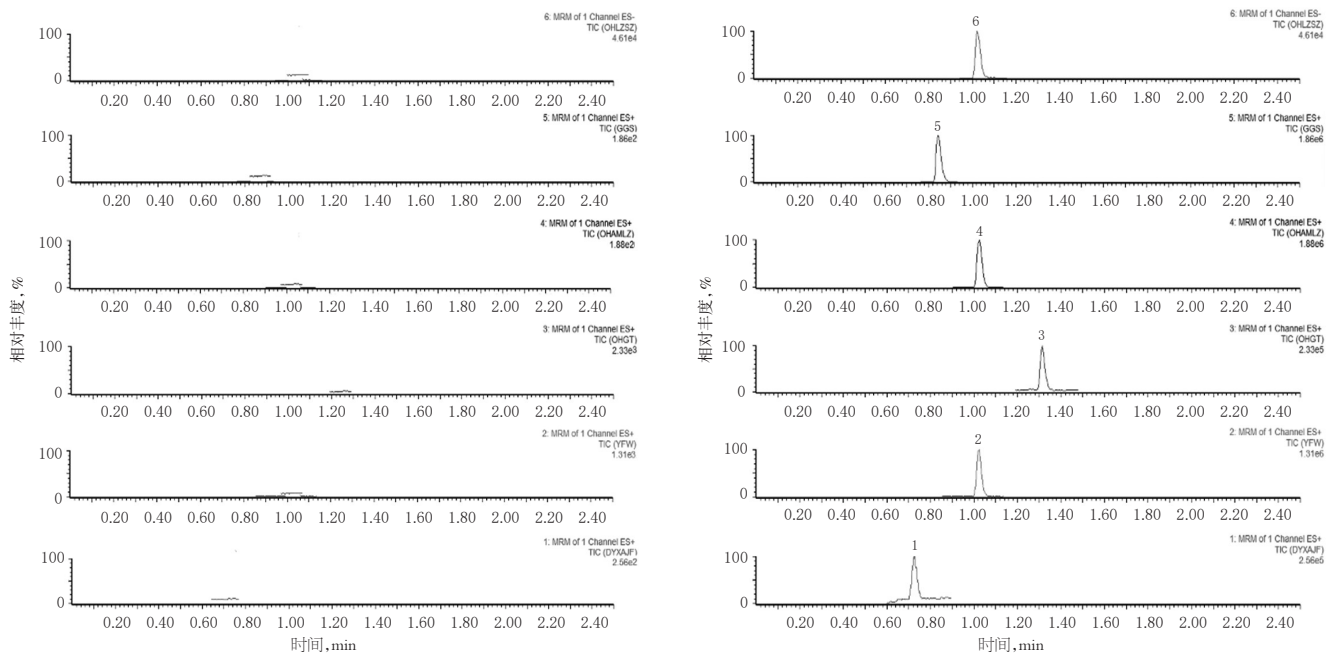 6: MRM of 1 Channel ES-
TIC (OHLZSZ)
4.61e4
100
0
0.20 0.40 0.60 0.80 1.00 1.20 1.40 1.60 1.80 2.00 2.20 2.40
5: MRM of 1 Channel ES+
TIC (GGS)
1.86e2
100
0
0.20 0.40 0.60 0.80 1.00 1.20 1.40 1.60 1.80 2.00 2.20 2.40
4: MRM of 1 Channel ES+
TIC (OHAMLZ)
1.88e2
100
0
0.20 0.40 0.60 0.80 1.00 1.20 1.40 1.60 1.80 2.00 2.20 2.40
3: MRM of 1 Channel ES+
TIC (OHGT)
2.33e3
100
0
0.20 0.40 0.60 0.80 1.00 1.20 1.40 1.60 1.80 2.00 2.20 2.40
2: MRM of 1 Channel ES+
TIC (YFW)
1.31e3
100
0
0.20 0.40 0.60 0.80 1.00 1.20 1.40 1.60 1.80 2.00 2.20 2.40
1: MRM of 1 Channel ES+
TIC (DYXAJF)
2.56e2
100
0
0.20 0.40 0.60 0.80 1.00 1.20 1.40 1.60 1.80 2.00 2.20 2.40
相对丰度,%
时间,min
6: MRM of 1 Channel ES-
TIC (OHLZSZ)
4.61e4
6
100
0
0.20 0.40 0.60 0.80 1.00 1.20 1.40 1.60 1.80 2.00 2.20 2.40
5: MRM of 1 Channel ES+
TIC (GGS)
1.86e6
5
100
0
0.20 0.40 0.60 0.80 1.00 1.20 1.40 1.60 1.80 2.00 2.20 2.40
4: MRM of 1 Channel ES+
TIC (OHAMLZ)
1.88e6
4
100
0
0.20 0.40 0.60 0.80 1.00 1.20 1.40 1.60 1.80 2.00 2.20 2.40
3: MRM of 1 Channel ES+
TIC (OHGT)
2.33e5
3
100
0
0.20 0.40 0.60 0.80 1.00 1.20 1.40 1.60 1.80 2.00 2.20 2.40
2: MRM of 1 Channel ES+
TIC (YFW)
1.31e6
2
100
0
0.20 0.40 0.60 0.80 1.00 1.20 1.40 1.60 1.80 2.00 2.20 2.40
1: MRM of 1 Channel ES+
TIC (DYXAJF)
2.56e5
1
100
0
0.20 0.40 0.60 0.80 1.00 1.20 1.40 1.60 1.80 2.00 2.20 2.40
相对丰度,%
时间,min